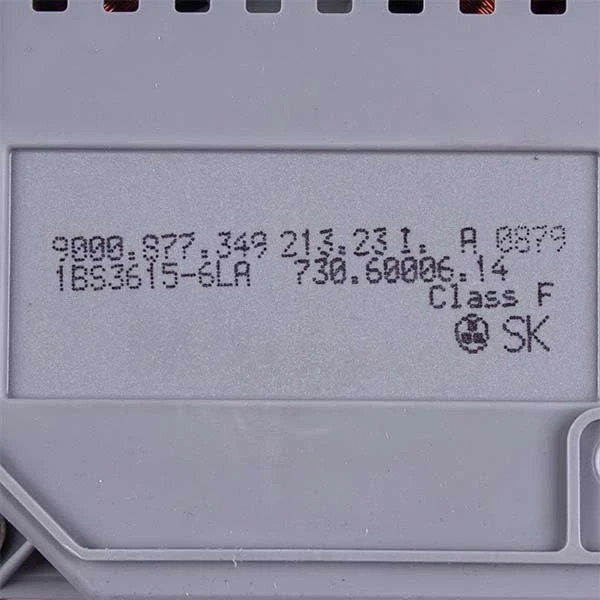 9000.877.349 213.23 I. A 0879
1BS3615-6LA 730.60006.14
Class F
SK